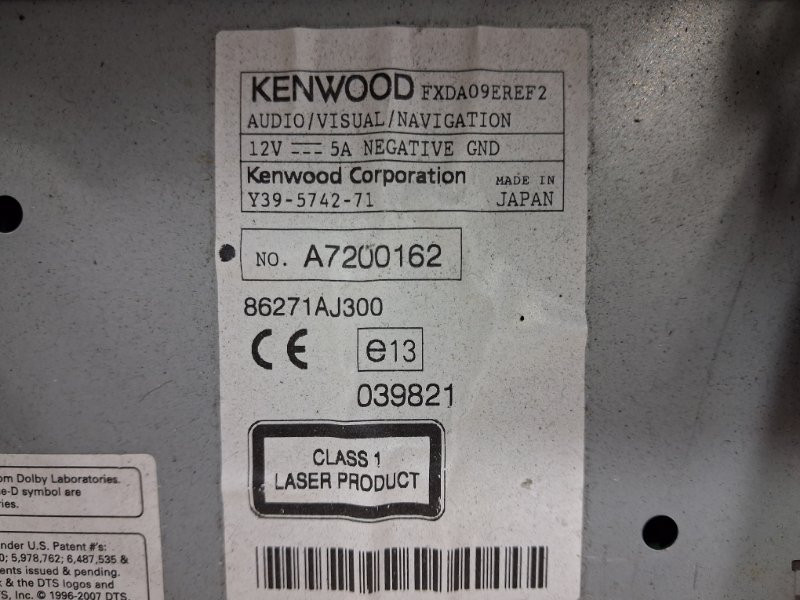 KENWOOD FXDA09EREF2
AUDIO/VISUAL/NAVIGATION
12V 5A NEGATIVE GND
Kenwood Corporation MADE IN
Y39-5742-71 JAPAN
NO. A7200162
86271AJ300
CE e13
039821
CLASS 1
LASER PRODUCT
om Dolby Laboratories.
e-D symbol are
ies.
nder U.S. Patent #'s:
0; 5,978,762; 6,487,535 &
ents issued & pending.
& the DTS logos and
S, Inc. © 1996-2007 DTS,